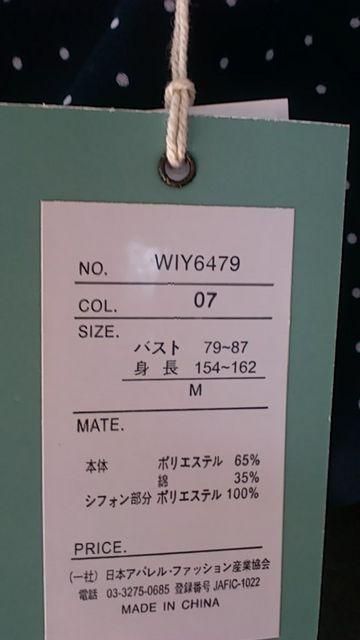 NO. WIY6479
COL. 07
SIZE.
バスト 79~87
身長 154~162
M
MATE.
本体 ポリエステル 65%
綿 35%
シフォン部分 ポリエステル 100%
PRICE.
(一社) 日本アパレル・ファッション産業協会
電話 03-3275-0685 登録番号 JAFIC-1022
MADE IN CHINA